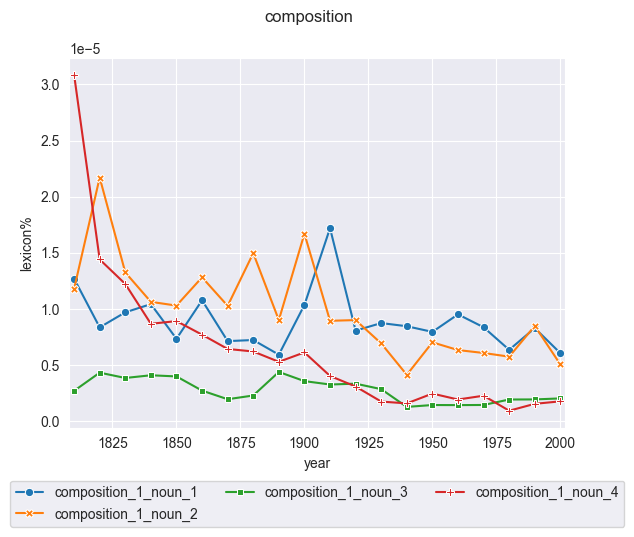 composition
1e−5
3.0
2.5
2.0
1.5
1.0
0.5
0.0
lexicon%
1825 1850 1875 1900 1925 1950 1975 2000
year
composition_1_noun_1 composition_1_noun_3 composition_1_noun_4
composition_1_noun_2